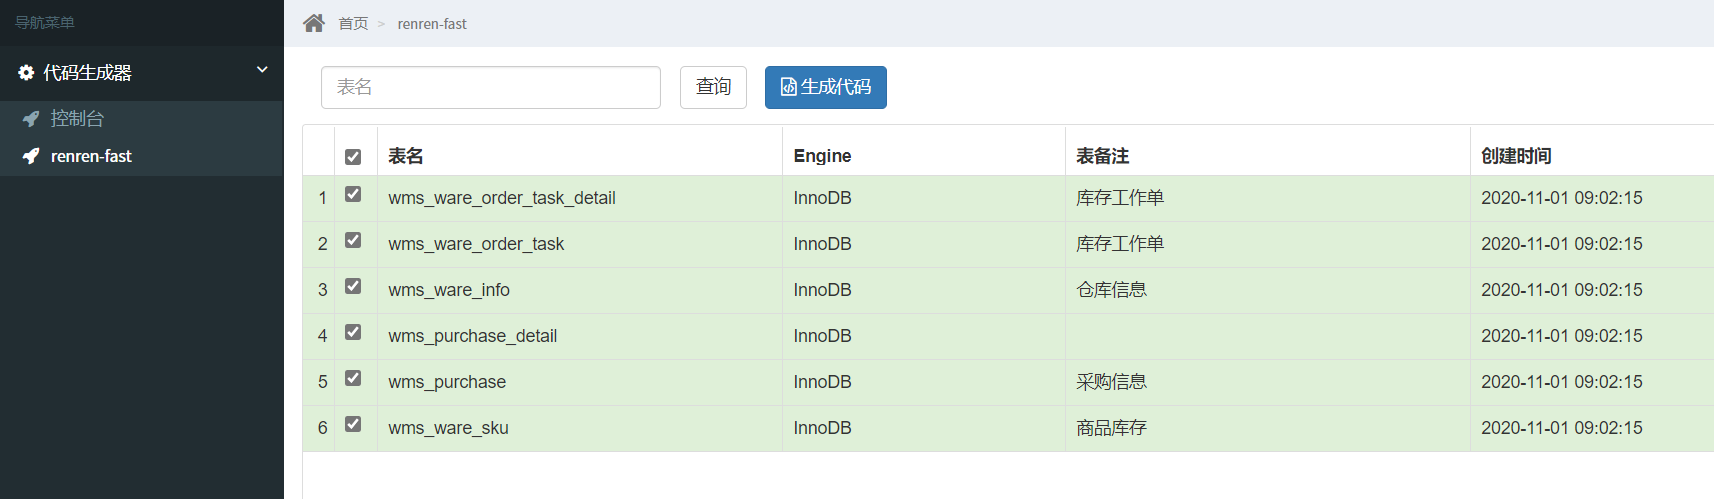 导航菜单
代码生成器
控制台
renren-fast
首页 > renren-fast
表名 查询 生成代码
表名 Engine 表备注 创建时间
1 wms_ware_order_task_detail InnoDB 库存工作单 2020-11-01 09:02:15
2 wms_ware_order_task InnoDB 库存工作单 2020-11-01 09:02:15
3 wms_ware_info InnoDB 仓库信息 2020-11-01 09:02:15
4 wms_purchase_detail InnoDB 2020-11-01 09:02:15
5 wms_purchase InnoDB 采购信息 2020-11-01 09:02:15
6 wms_ware_sku InnoDB 商品库存 2020-11-01 09:02:15